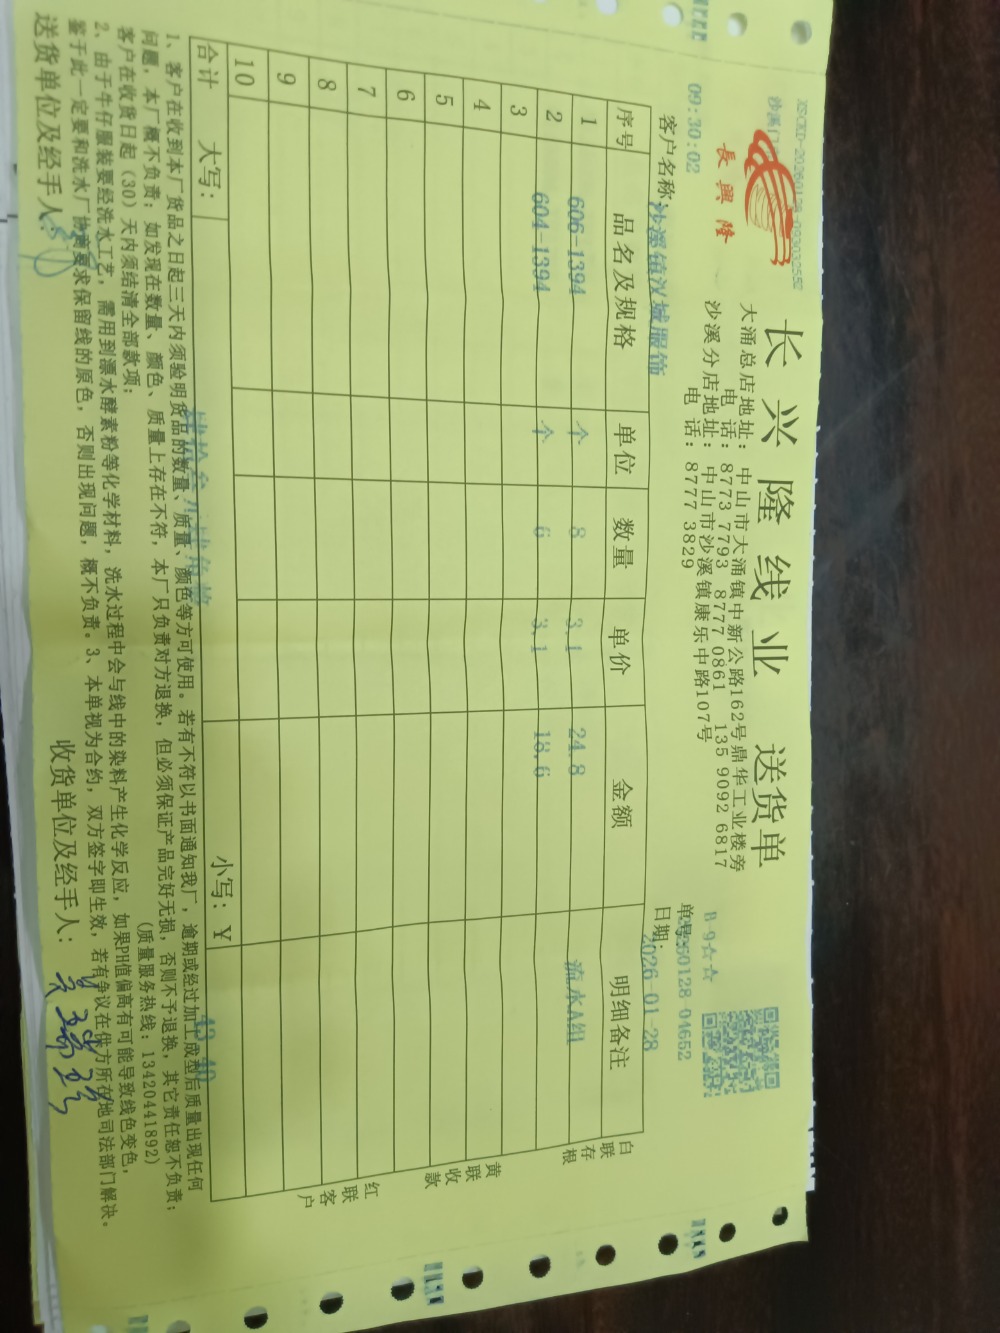 09:30:02
長興隆
长兴隆线业 送货单
大涌总店地址：中山市大涌镇中新公路162号鼎华工业楼旁
电话：8773 7793 8777 0861 135 9092 6817
沙溪分店地址：中山市沙溪镇康乐中路107号
电话：8777 3829
B-9☆☆
单号: 20260128 04652
客户名称: 沙溪镇汉城服饰 日期: 2026-01-28
序号 品名及规格 单位 数量 单价 金额 明细备注
1 606-1394 个 8 3.1 24.8 流水A组
2 604-1394 个 6 3.1 18.6
3
4
5
6
7
8
9
10
合计 大写: 肆拾叁元肆角整 小写: ¥ 43.40
白联存根
黄联收款
红联客户
1、客户在收到本厂货品之日起三天内须验明货品的数量、质量、颜色等方可使用。若有不符以书面通知我厂，逾期或经过加工成型后质量出现任何
问题，本厂概不负责；如发现在数量、颜色、质量上存在不符，本厂只负责对方退换，但必须保证产品完好无损，否则不予退换，其它责任恕不负责；
客户在收货日起（30）天内须结清全部款项； (质量服务热线: 13420441892)
2、由于牛仔服装要经洗水工艺，需用到漂水酵素粉等化学材料，洗水过程中会与线中的染料产生化学反应，如果PH值偏高有可能导致线色变色，
鉴于此一定要和洗水厂协商要求保留线的原色，否则出现问题，概不负责。3、本单视为合约，双方签字即生效，若有争议在供方所在地司法部门解决。
送货单位及经手人: 收货单位及经手人: